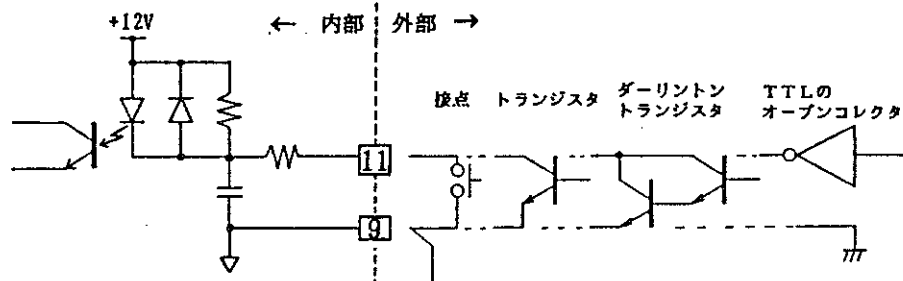 +12V
← 内部 外部 →
接点
トランジスタ
ダーリントン
トランジスタ
TTLの
オープンコレクタ
11
9